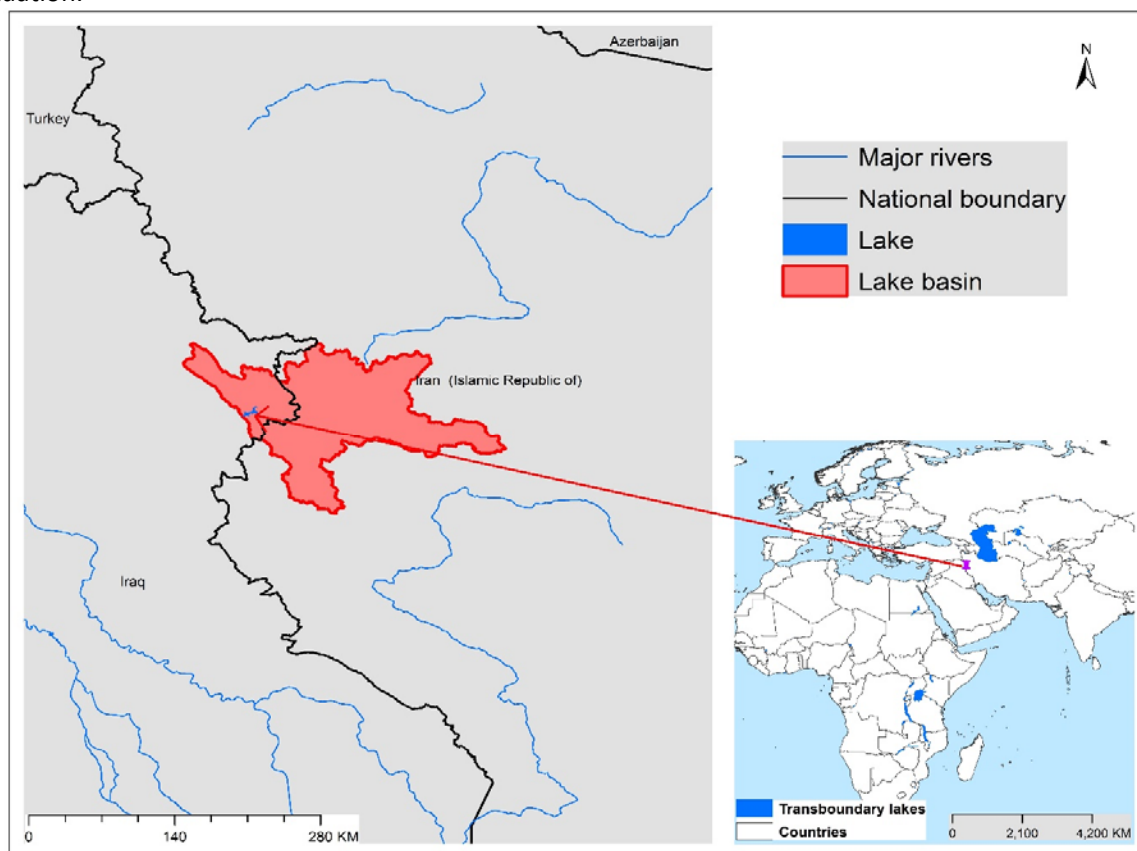 Azerbaijan
Turkey
Iran (Islamic Republic of)
Iraq
0 140 280 KM
N
Major rivers
National boundary
Lake
Lake basin
Transboundary lakes
Countries
0 2,100 4,200 KM